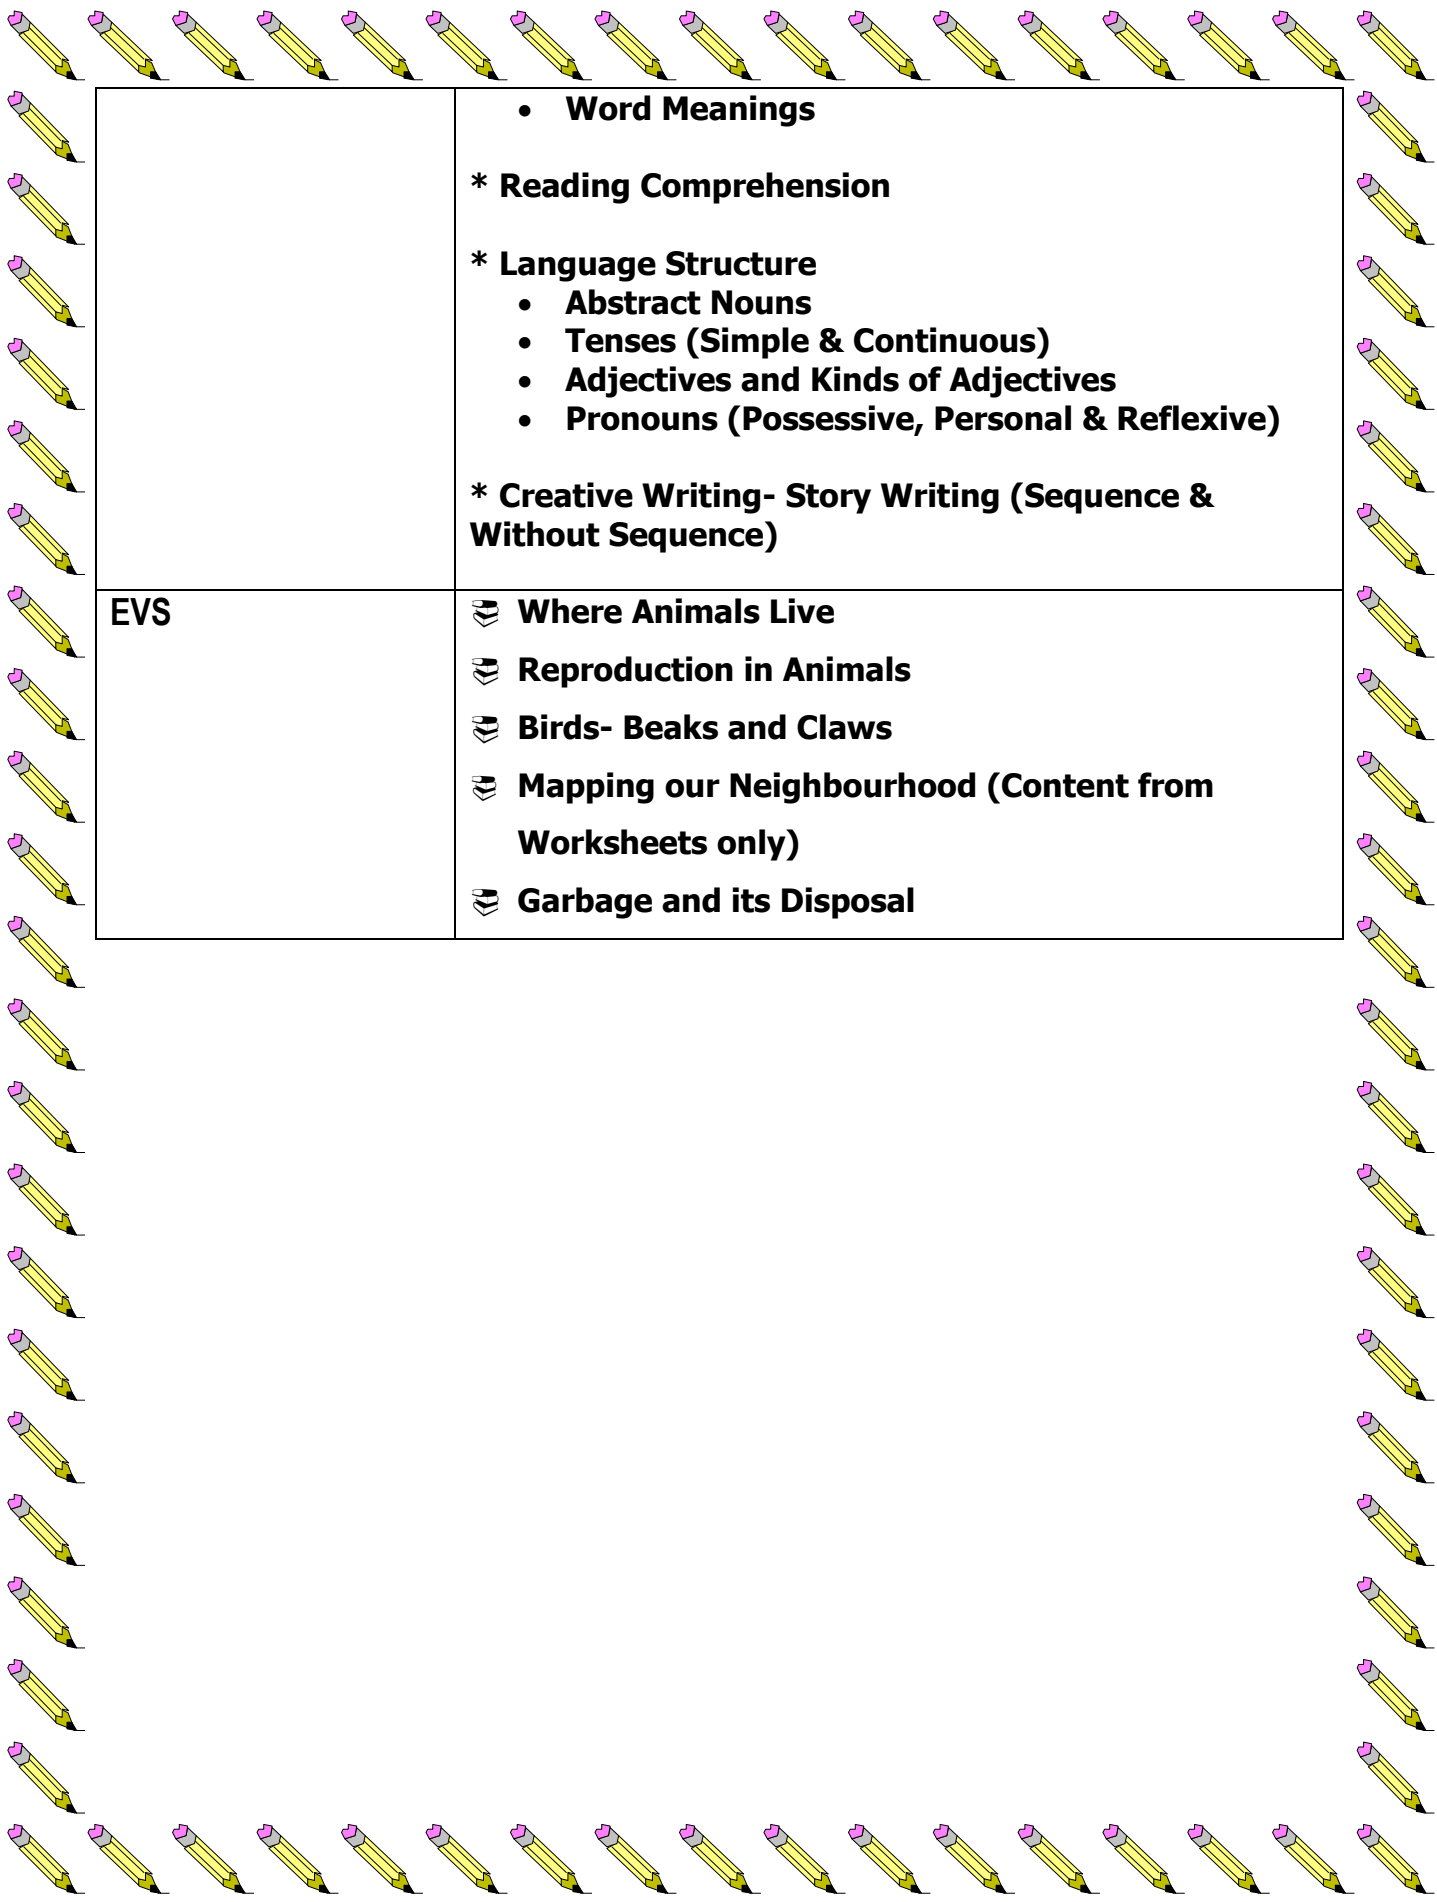 • Word Meanings
* Reading Comprehension
* Language Structure
• Abstract Nouns
• Tenses (Simple & Continuous)
• Adjectives and Kinds of Adjectives
• Pronouns (Possessive, Personal & Reflexive)
* Creative Writing- Story Writing (Sequence &
Without Sequence)
EVS
Where Animals Live
Reproduction in Animals
Birds- Beaks and Claws
Mapping our Neighbourhood (Content from
Worksheets only)
Garbage and its Disposal